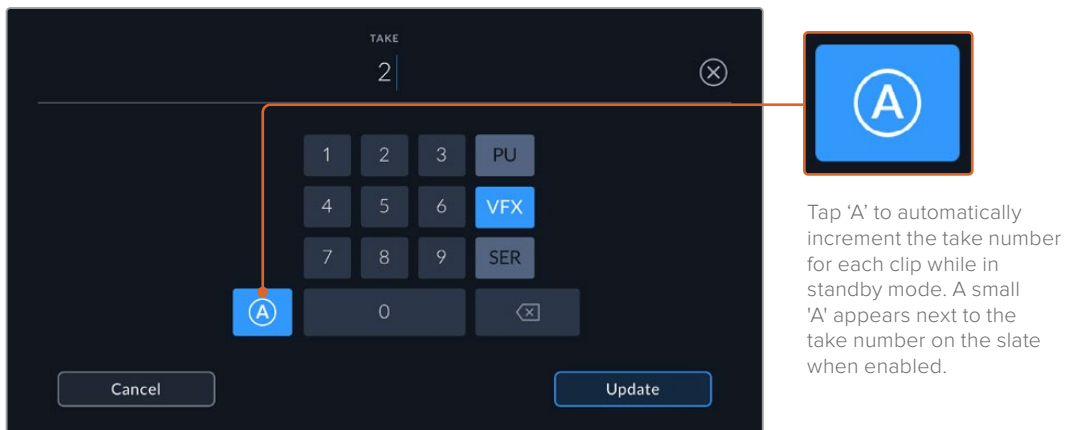 TAKE
2
1 2 3 PU
4 5 6 VFX
7 8 9 SER
A 0
Cancel Update
A
Tap ‘A’ to automatically
increment the take number
for each clip while in
standby mode. A small
'A' appears next to the
take number on the slate
when enabled.